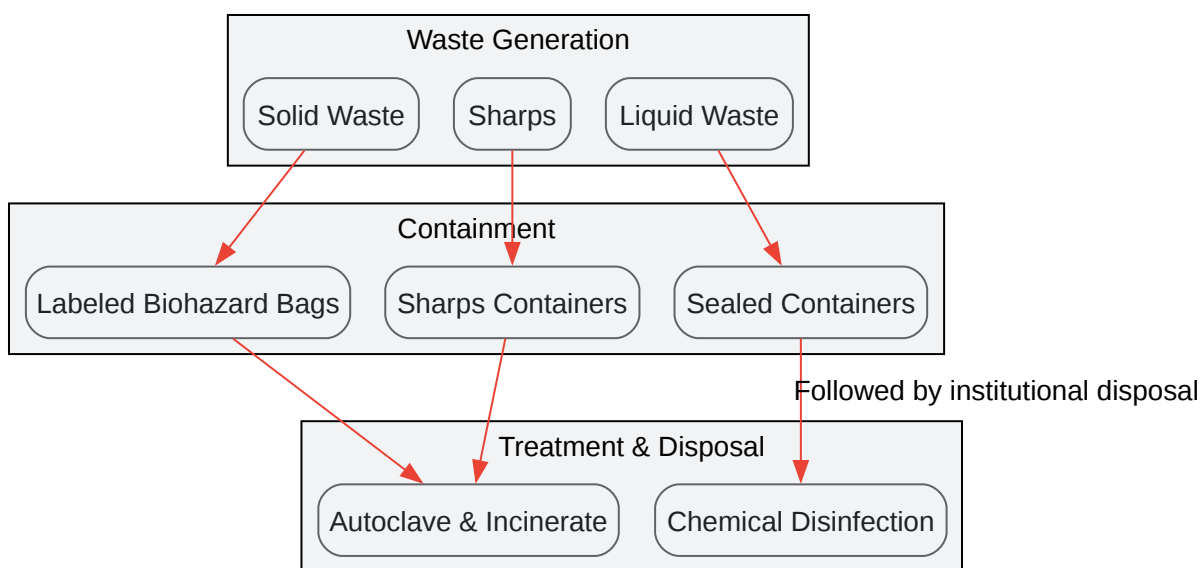 Waste Generation
Solid Waste
Sharps
Liquid Waste
Containment
Labeled Biohazard Bags
Sharps Containers
Sealed Containers
Followed by institutional disposal
Treatment & Disposal
Autoclave & Incinerate
Chemical Disinfection